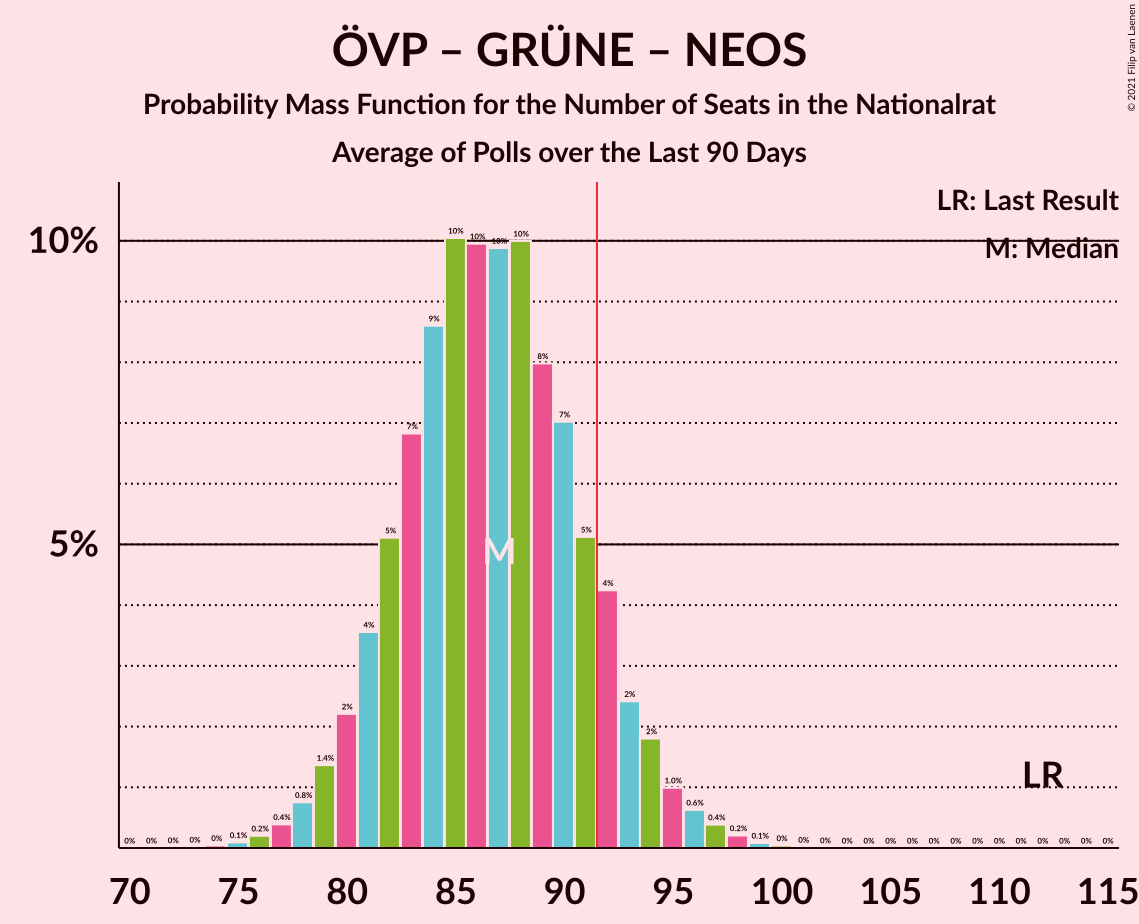 ÖVP – GRÜNE – NEOS
Probability Mass Function for the Number of Seats in the Nationalrat
Average of Polls over the Last 90 Days
© 2021 Filip van Laenen
LR: Last Result
M: Median
10%
5%
0% 0% 0% 0% 0% 0.1% 0.2% 0.4% 0.8% 1.4% 2% 4% 5% 7% 9% 10% 10% 10% 10% 8% 7% 5% 4% 2% 2% 1.0% 0.6% 0.4% 0.2% 0.1% 0% 0% 0% 0% 0% 0% 0% 0% 0% 0% 0% 0% 0% 0% 0% 0%
M
LR
70 75 80 85 90 95 100 105 110 115